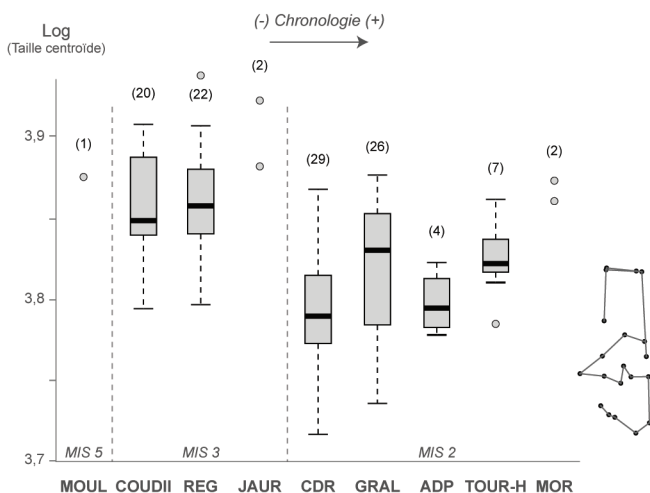 (-) Chronologie (+)
Log
(Taille centroïde)
(2)
(20)
(22)
3,9
(1)
(29)
(26)
(7)
(2)
(4)
3,8
MIS 5
MIS 3
MIS 2
3,7
MOUL COUDII REG JAUR CDR GRAL ADP TOUR-H MOR